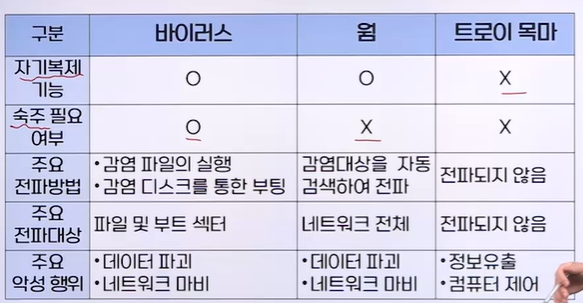 구분 바이러스 웜 트로이 목마
자기복제
기능 O O X
숙주 필요
여부 O X X
주요
전파방법
•감염 파일의 실행
•감염 디스크를 통한 부팅
감염대상을 자동
검색하여 전파
전파되지 않음
주요
전파대상
파일 및 부트 섹터
네트워크 전체
전파되지 않음
주요
악성 행위
•데이터 파괴
•네트워크 마비
•데이터 파괴
•네트워크 마비
•정보유출
•컴퓨터 제어